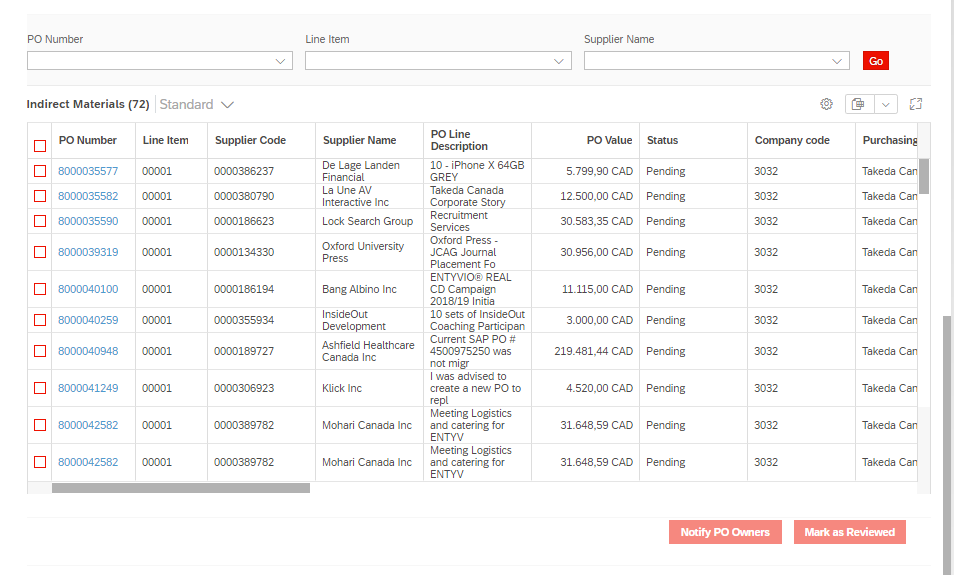 PO Number Line Item Supplier Name
Go
Indirect Materials (72) Standard
PO Number Line Item Supplier Code Supplier Name PO Line Description PO Value Status Company code Purchasing
8000035577 00001 0000386237 De Lage Landen Financial 10 - iPhone X 64GB GREY 5.799,90 CAD Pending 3032 Takeda Can
8000035582 00001 0000380790 La Une AV Interactive Inc Takeda Canada Corporate Story 12.500,00 CAD Pending 3032 Takeda Can
8000035590 00001 0000186623 Lock Search Group Recruitment Services 30.583,35 CAD Pending 3032 Takeda Can
8000039319 00001 0000134330 Oxford University Press Oxford Press - JCAG Journal Placement Fo 30.956,00 CAD Pending 3032 Takeda Can
8000040100 00001 0000186194 Bang Albino Inc ENTYVIO® REAL CD Campaign 2018/19 Initia 11.115,00 CAD Pending 3032 Takeda Can
8000040259 00001 0000355934 InsideOut Development 10 sets of InsideOut Coaching Participan 3.000,00 CAD Pending 3032 Takeda Can
8000040948 00001 0000189727 Ashfield Healthcare Canada Inc Current SAP PO # 4500975250 was not migr 219.481,44 CAD Pending 3032 Takeda Can
8000041249 00001 0000306923 Klick Inc I was advised to create a new PO to repl 4.520,00 CAD Pending 3032 Takeda Can
8000042582 00001 0000389782 Mohari Canada Inc Meeting Logistics and catering for ENTYV 31.648,59 CAD Pending 3032 Takeda Can
8000042582 00001 0000389782 Mohari Canada Inc Meeting Logistics and catering for ENTYV 31.648,59 CAD Pending 3032 Takeda Can
Notify PO Owners Mark as Reviewed